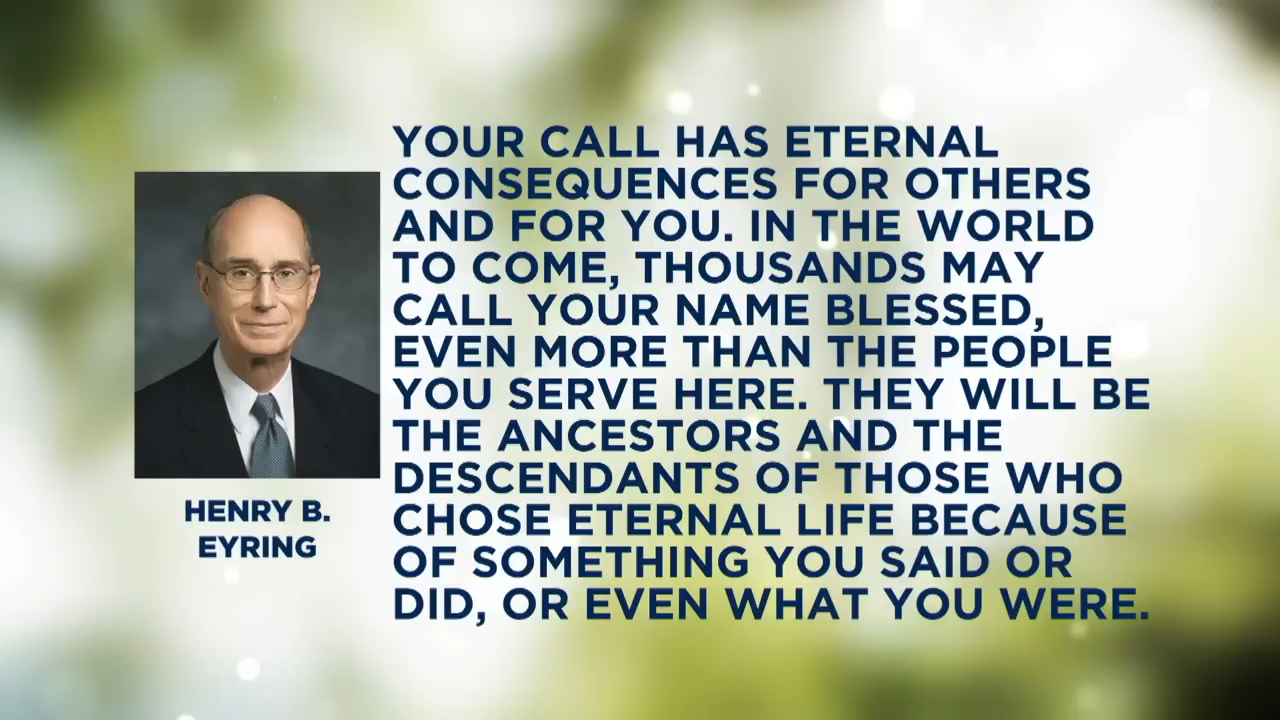 YOUR CALL HAS ETERNAL
CONSEQUENCES FOR OTHERS
AND FOR YOU. IN THE WORLD
TO COME, THOUSANDS MAY
CALL YOUR NAME BLESSED,
EVEN MORE THAN THE PEOPLE
YOU SERVE HERE. THEY WILL BE
THE ANCESTORS AND THE
DESCENDANTS OF THOSE WHO
CHOSE ETERNAL LIFE BECAUSE
OF SOMETHING YOU SAID OR
DID, OR EVEN WHAT YOU WERE.
HENRY B.
EYRING